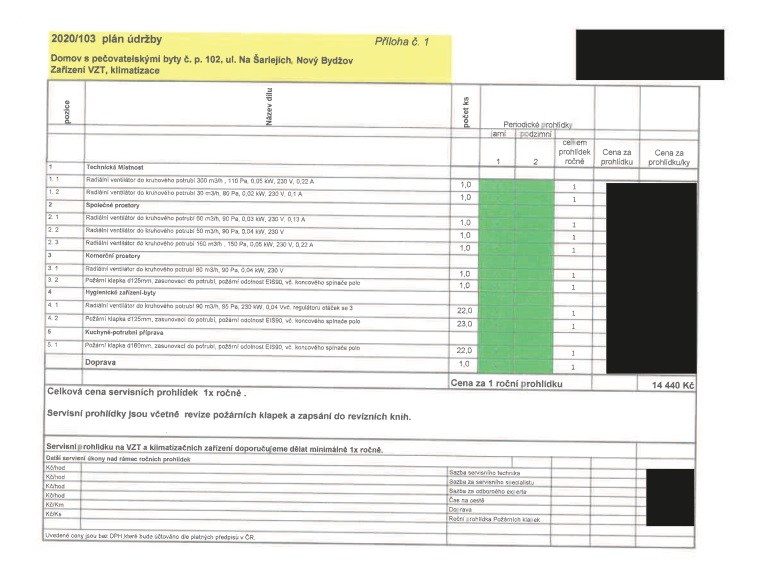 2020/103 plán údržby
Příloha č. 1
Domov s pečovatelskými byty č. p. 102, ul. Na Šarlejích, Nový Bydžov
Zařízení VZT, klimatizace
pozice
Název dílu
počet ks
Periodické prohlídky
jarní podzimní
1 2
celkem prohlídek ročně
Cena za prohlídku
Cena za prohlídku/ky
1 Technická Místnost
1. 1 Radiální ventilátor do kruhového potrubí 300 m3/h , 110 Pa, 0,05 kW, 230 V, 0,22 A 1,0 1
1. 2 Radiální ventilátor do kruhového potrubí 30 m3/h, 80 Pa, 0,02 kW, 230 V, 0,1 A 1,0 1
2 Společné prostory
2. 1 Radiální ventilátor do kruhového potrubí 60 m3/h, 90 Pa, 0,03 kW, 230 V, 0,13 A 1,0 1
2. 2 Radiální ventilátor do kruhového potrubí 50 m3/h, 80 Pa, 0,04 kW, 230 V 1,0 1
2. 3 Radiální ventilátor do kruhového potrubí 160 m3/h , 150 Pa, 0,05 kW, 230 V, 0,22 A 1,0 1
3 Komerční prostory
3. 1 Radiální ventilátor do kruhového potrubí 80 m3/h, 90 Pa, 0,04 kW, 230 V 1,0 1
3. 2 Požární klapka d125mm, zasunovací do potrubí, požární odolnost EIS90, vč. koncového spínače polo 1,0 1
4 Hygienické zařízení-byty
4. 1 Radiální ventilátor do kruhového potrubí 90 m3/h, 85 Pa, 230 kW, 0,04 Vvč. regulátoru otáček se 3 22,0 1
4. 2 Požární klapka d125mm, zasunovací do potrubí, požární odolnost EIS90, vč. koncového spínače polo 23,0 1
5 Kuchyně-potrubní příprava
5. 1 Požární klapka d160mm, zasunovací do potrubí, požární odolnost EIS90, vč. koncového spínače polo 22,0 1
Doprava 1,0 1
Cena za 1 roční prohlídku 14 440 Kč
Celková cena servisních prohlídek 1x ročně .
Servisní prohlídky jsou včetně revize požárních klapek a zapsání do revizních knih.
Servisní prohlídku na VZT a klimatizačních zařízení doporučujeme dělat minimálně 1x ročně.
Další servisní úkony nad rámec ročních prohlídek
Kč/hod Sazba servisního technika
Kč/hod Sazba za servisního specialistu
Kč/hod Sazba za odborného experta
Kč/hod Čas na cestě
Kč/Km Doprava
Kč/Ks Roční prohlídka Požárních klapek
Uvedené ceny jsou bez DPH,které bude účtováno dle platných předpisů v ČR.